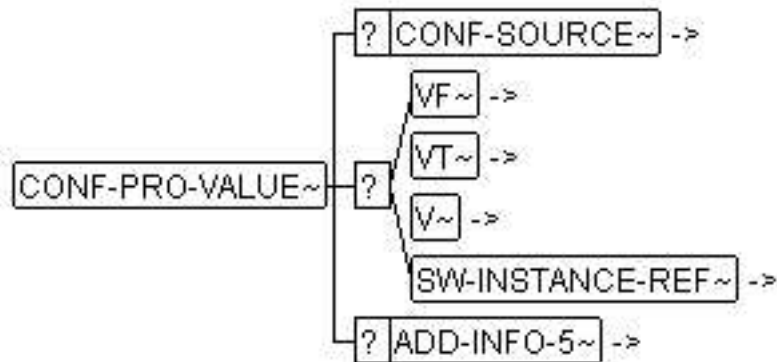 ? CONF-SOURCE~ ->
VF~ ->
VT~ ->
CONF-PRO-VALUE~ ?
V~ ->
SW-INSTANCE-REF~ ->
? ADD-INFO-5~ ->